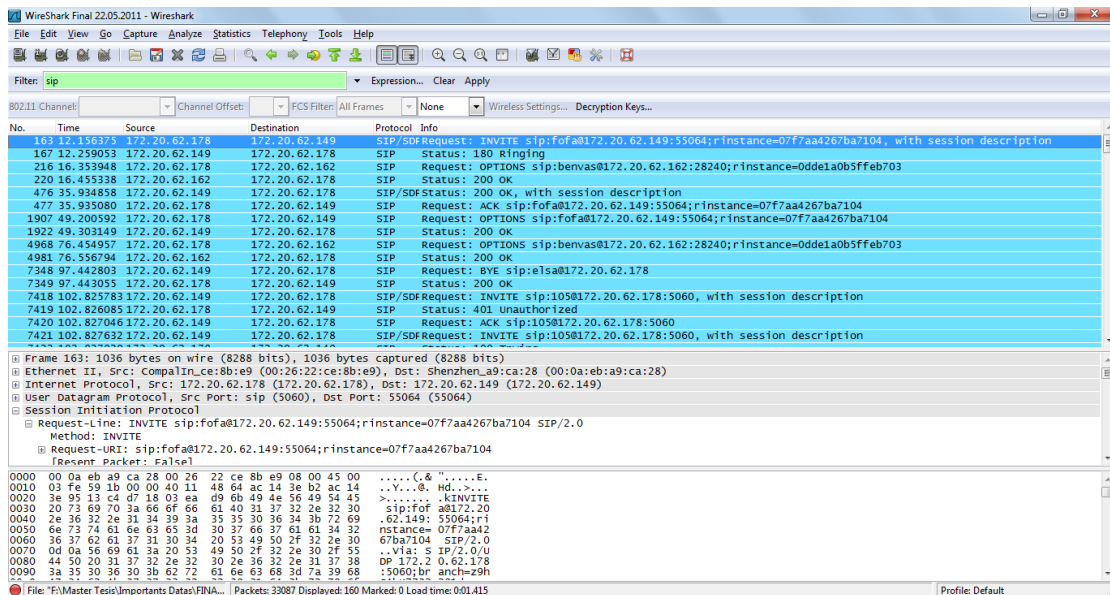 WireShark Final 22.05.2011 - Wireshark
File Edit View Go Capture Analyze Statistics Telephony Tools Help
Filter: sip Expression... Clear Apply
802.11 Channel: Channel Offset: FCS Filter: All Frames None Wireless Settings... Decryption Keys...
No. Time Source Destination Protocol Info
163 12.156375 172.20.62.178 172.20.62.149 SIP/SDF Request: INVITE sip:fofa@172.20.62.149:55064;rinstance=07f7aa4267ba7104, with session description
167 12.259053 172.20.62.149 172.20.62.178 SIP Status: 180 Ringing
216 16.353948 172.20.62.178 172.20.62.162 SIP Request: OPTIONS sip:benvas@172.20.62.162:28240;rinstance=0dde1a0b5ffeb703
220 16.455338 172.20.62.162 172.20.62.178 SIP Status: 200 OK
476 35.934858 172.20.62.149 172.20.62.178 SIP/SDF Status: 200 OK, with session description
477 35.935080 172.20.62.178 172.20.62.149 SIP Request: ACK sip:fofa@172.20.62.149:55064;rinstance=07f7aa4267ba7104
1907 49.200592 172.20.62.178 172.20.62.149 SIP Request: OPTIONS sip:fofa@172.20.62.149:55064;rinstance=07f7aa4267ba7104
1922 49.303149 172.20.62.149 172.20.62.178 SIP Status: 200 OK
4968 76.454957 172.20.62.178 172.20.62.162 SIP Request: OPTIONS sip:benvas@172.20.62.162:28240;rinstance=0dde1a0b5ffeb703
4981 76.556794 172.20.62.162 172.20.62.178 SIP Status: 200 OK
7348 97.442803 172.20.62.149 172.20.62.178 SIP Request: BYE sip:elsa@172.20.62.178
7349 97.443055 172.20.62.178 172.20.62.149 SIP Status: 200 OK
7418 102.825783 172.20.62.149 172.20.62.178 SIP/SDF Request: INVITE sip:105@172.20.62.178:5060, with session description
7419 102.826085 172.20.62.178 172.20.62.149 SIP Status: 401 Unauthorized
7420 102.827046 172.20.62.149 172.20.62.178 SIP Request: ACK sip:105@172.20.62.178:5060
7421 102.827632 172.20.62.149 172.20.62.178 SIP/SDF Request: INVITE sip:105@172.20.62.178:5060, with session description
Frame 163: 1036 bytes on wire (8288 bits), 1036 bytes captured (8288 bits)
Ethernet II, Src: CompalIn_ce:8b:e9 (00:26:22:ce:8b:e9), Dst: Shenzhen_a9:ca:28 (00:0a:eb:a9:ca:28)
Internet Protocol, Src: 172.20.62.178 (172.20.62.178), Dst: 172.20.62.149 (172.20.62.149)
User Datagram Protocol, Src Port: sip (5060), Dst Port: 55064 (55064)
Session Initiation Protocol
Request-Line: INVITE sip:fofa@172.20.62.149:55064;rinstance=07f7aa4267ba7104 SIP/2.0
Method: INVITE
Request-URI: sip:fofa@172.20.62.149:55064;rinstance=07f7aa4267ba7104
[Resent Packet: False]
0000 00 0a eb a9 ca 28 00 26 22 ce 8b e9 08 00 45 00 .....(.& ".....E.
0010 03 fe 59 1b 00 00 40 11 48 64 ac 14 3e b2 ac 14 ..Y...@. Hd..>...
0020 3e 95 13 c4 d7 18 03 ea d9 6b 49 4e 56 49 54 45 >....... .kINVITE
0030 20 73 69 70 3a 66 6f 66 61 40 31 37 32 2e 32 30 sip:fof a@172.20
0040 2e 36 32 2e 31 34 39 3a 35 35 30 36 34 3b 72 69 .62.149: 55064;ri
0050 6e 73 74 61 6e 63 65 3d 30 37 66 37 61 61 34 32 nstance= 07f7aa42
0060 36 37 62 61 37 31 30 34 20 53 49 50 2f 32 2e 30 67ba7104 SIP/2.0
0070 0d 0a 56 69 61 3a 20 53 49 50 2f 32 2e 30 2f 55 ..Via: S IP/2.0/U
0080 44 50 20 31 37 32 2e 32 30 2e 36 32 2e 31 37 38 DP 172.2 0.62.178
0090 3a 35 30 36 30 3b 62 72 61 6e 63 68 3d 7a 39 68 :5060;br anch=z9h
File: "F:\Master Tesis\Importants Datas\FINA... Packets: 33087 Displayed: 160 Marked: 0 Load time: 0:01.415 Profile: Default